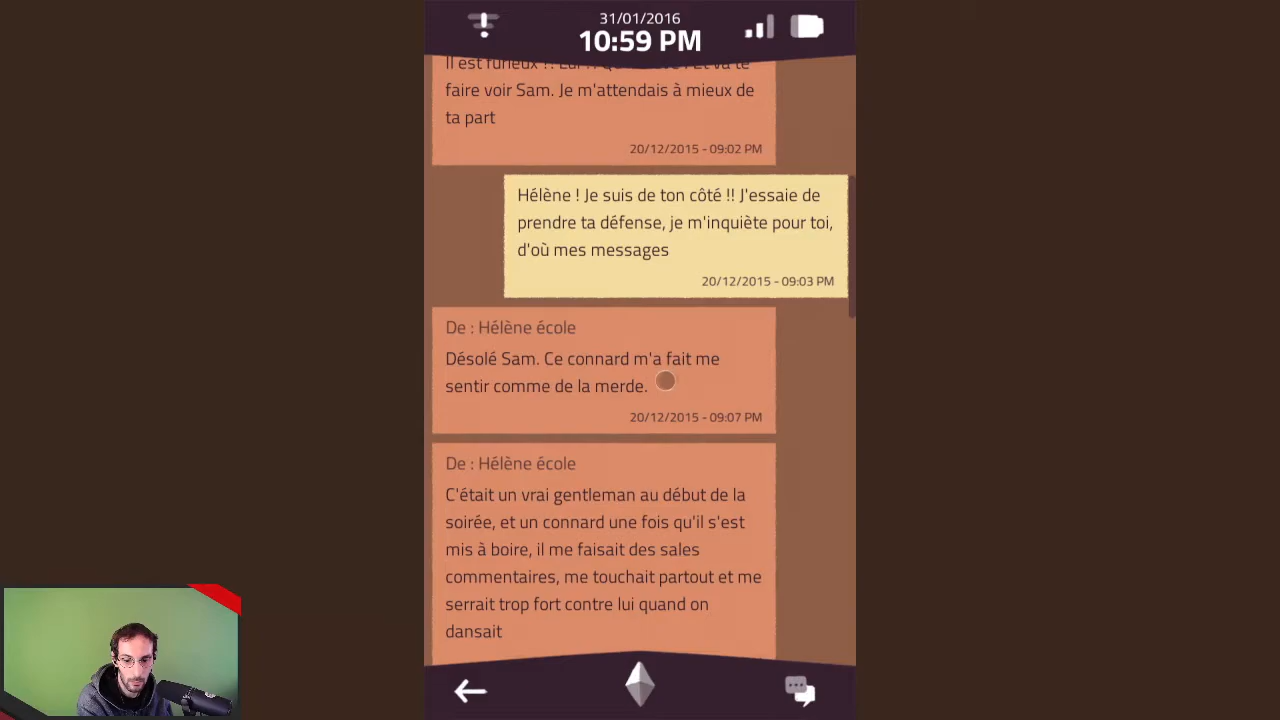 31/01/2016
10:59 PM
Il est furieux
faire voir Sam. Je m'attendais à mieux de
ta part
20/12/2015 - 09:02 PM
Hélène ! Je suis de ton côté !! J'essaie de
prendre ta défense, je m'inquiète pour toi,
d'où mes messages
20/12/2015 - 09:03 PM
De : Hélène école
Désolé Sam. Ce connard m'a fait me
sentir comme de la merde.
20/12/2015 - 09:07 PM
De : Hélène école
C'était un vrai gentleman au début de la
soirée, et un connard une fois qu'il s'est
mis à boire, il me faisait des sales
commentaires, me touchait partout et me
serrait trop fort contre lui quand on
dansait